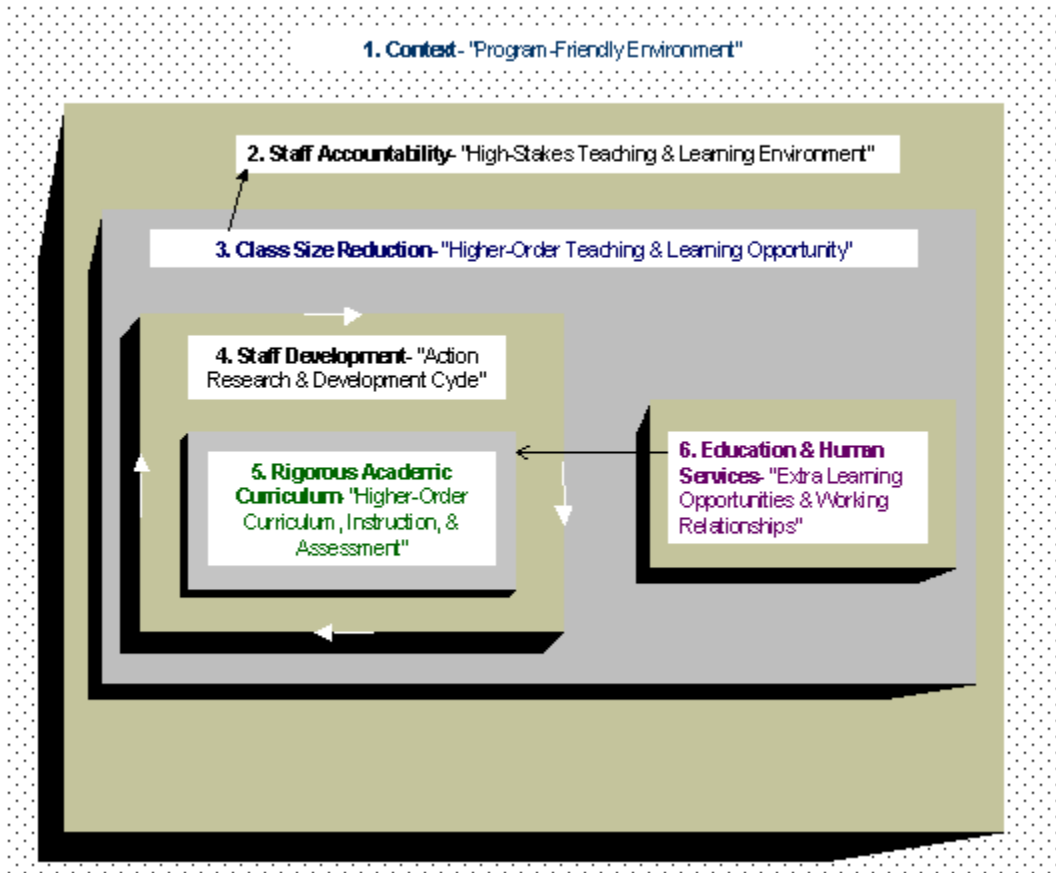 1. Context- "Program-Friendly Environment"
2. Staff Accountability- "High-Stakes Teaching & Learning Environment"
3. Class Size Reduction- "Higher-Order Teaching & Learning Opportunity"
4. Staff Development- "Action
Research & Development Cycle"
5. Rigorous Academic
Curriculum- "Higher-Order
Curriculum, Instruction, &
Assessment"
6. Education & Human
Services- "Extra Learning
Opportunities & Working
Relationships"